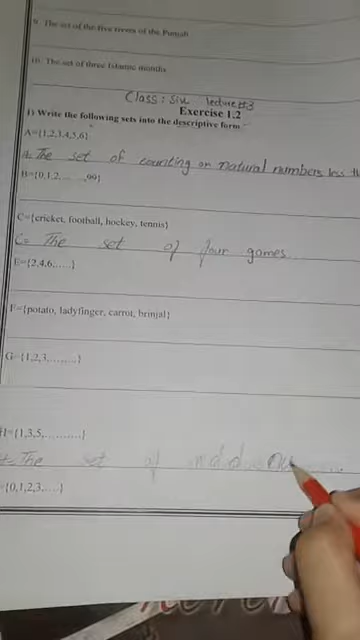 9. The set of the five rivers of the Punjab
10. The set of three Islamic months
Class: Six lecture #3
Exercise 1.2
1) Write the following sets into the descriptive form
A={1,2,3,4,5,6}
A= The set of counting or natural numbers less th
B={0,1,2,......,99}
C={cricket, football, hockey, tennis}
C= The set of four games
E={2,4,6,.....}
F={potato, ladyfinger, carrot, brinjal}
G={1,2,3,........}
H={1,3,5,..........}
The set of
={0,1,2,3,....}